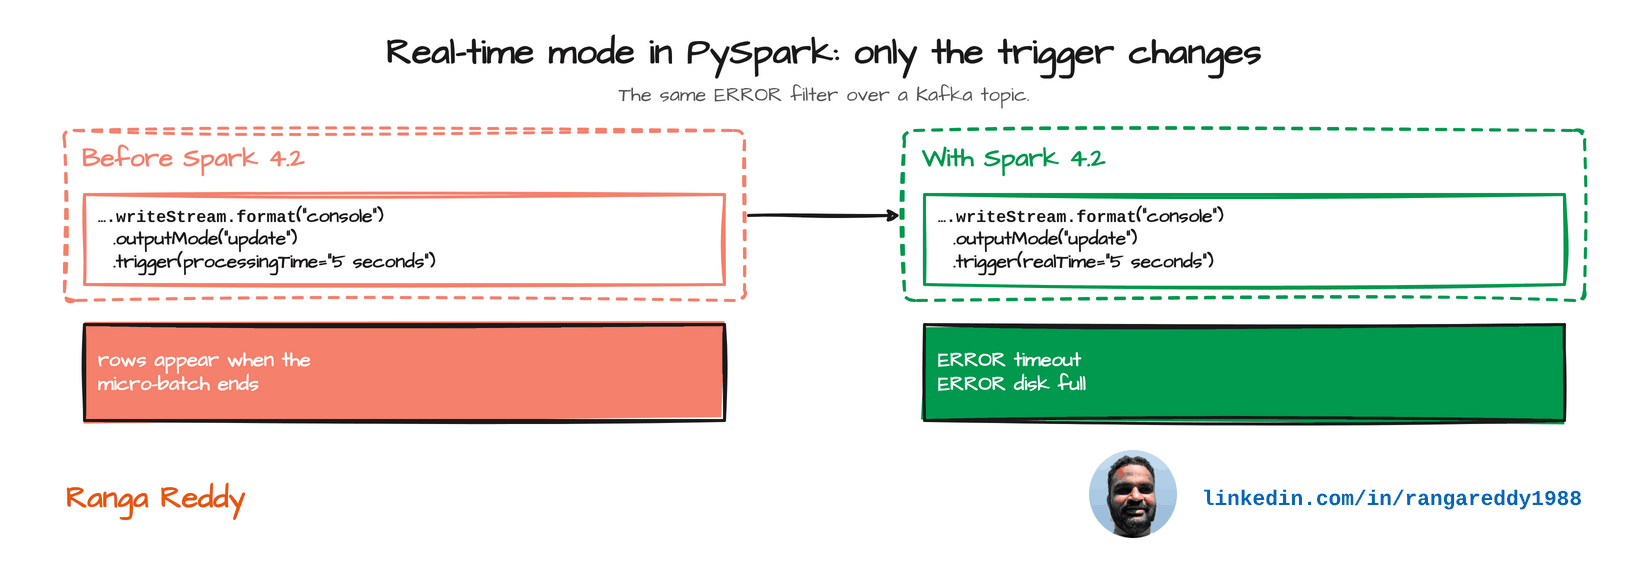 Real-time mode in PySpark: only the trigger changes
The same ERROR filter over a Kafka topic.
Before Spark 4.2
….writeStream.format("console")
.outputMode("update")
.trigger(processingTime="5 seconds")
rows appear when the
micro-batch ends
With Spark 4.2
….writeStream.format("console")
.outputMode("update")
.trigger(realTime="5 seconds")
ERROR timeout
ERROR disk full
Ranga Reddy
linkedin.com/in/rangareddy1988